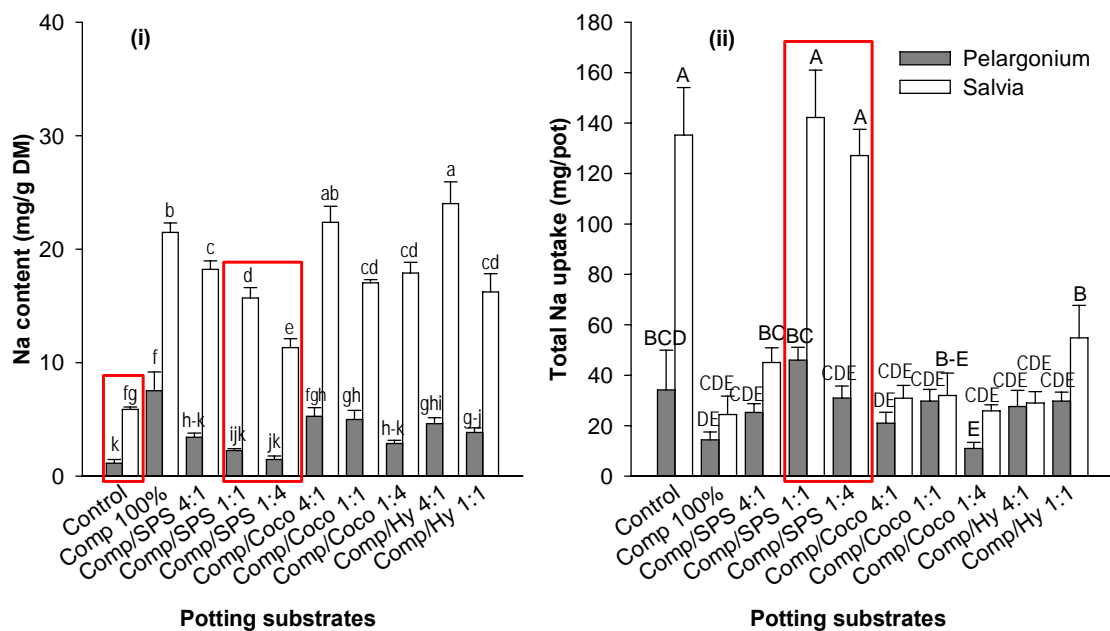 (i)
Na content (mg/g DM)
40
30
20
10
0
k
fg
f
b
h-k
c
ijk
d
jk
e
fgh
ab
gh
cd
h-k
cd
ghi
a
g-j
cd
Control
Comp 100%
Comp/SPS 4:1
Comp/SPS 1:1
Comp/SPS 1:4
Comp/Coco 4:1
Comp/Coco 1:1
Comp/Coco 1:4
Comp/Hy 4:1
Comp/Hy 1:1
Potting substrates
(ii)
Pelargonium
Salvia
Total Na uptake (mg/pot)
180
160
140
120
100
80
60
40
20
0
BCD
A
DE
CDE
CDE
BC
BC
A
CDE
A
DE
CDE
CDE
B-E
E
CDE
CDE
CDE
CDE
B
Control
Comp 100%
Comp/SPS 4:1
Comp/SPS 1:1
Comp/SPS 1:4
Comp/Coco 4:1
Comp/Coco 1:1
Comp/Coco 1:4
Comp/Hy 4:1
Comp/Hy 1:1
Potting substrates